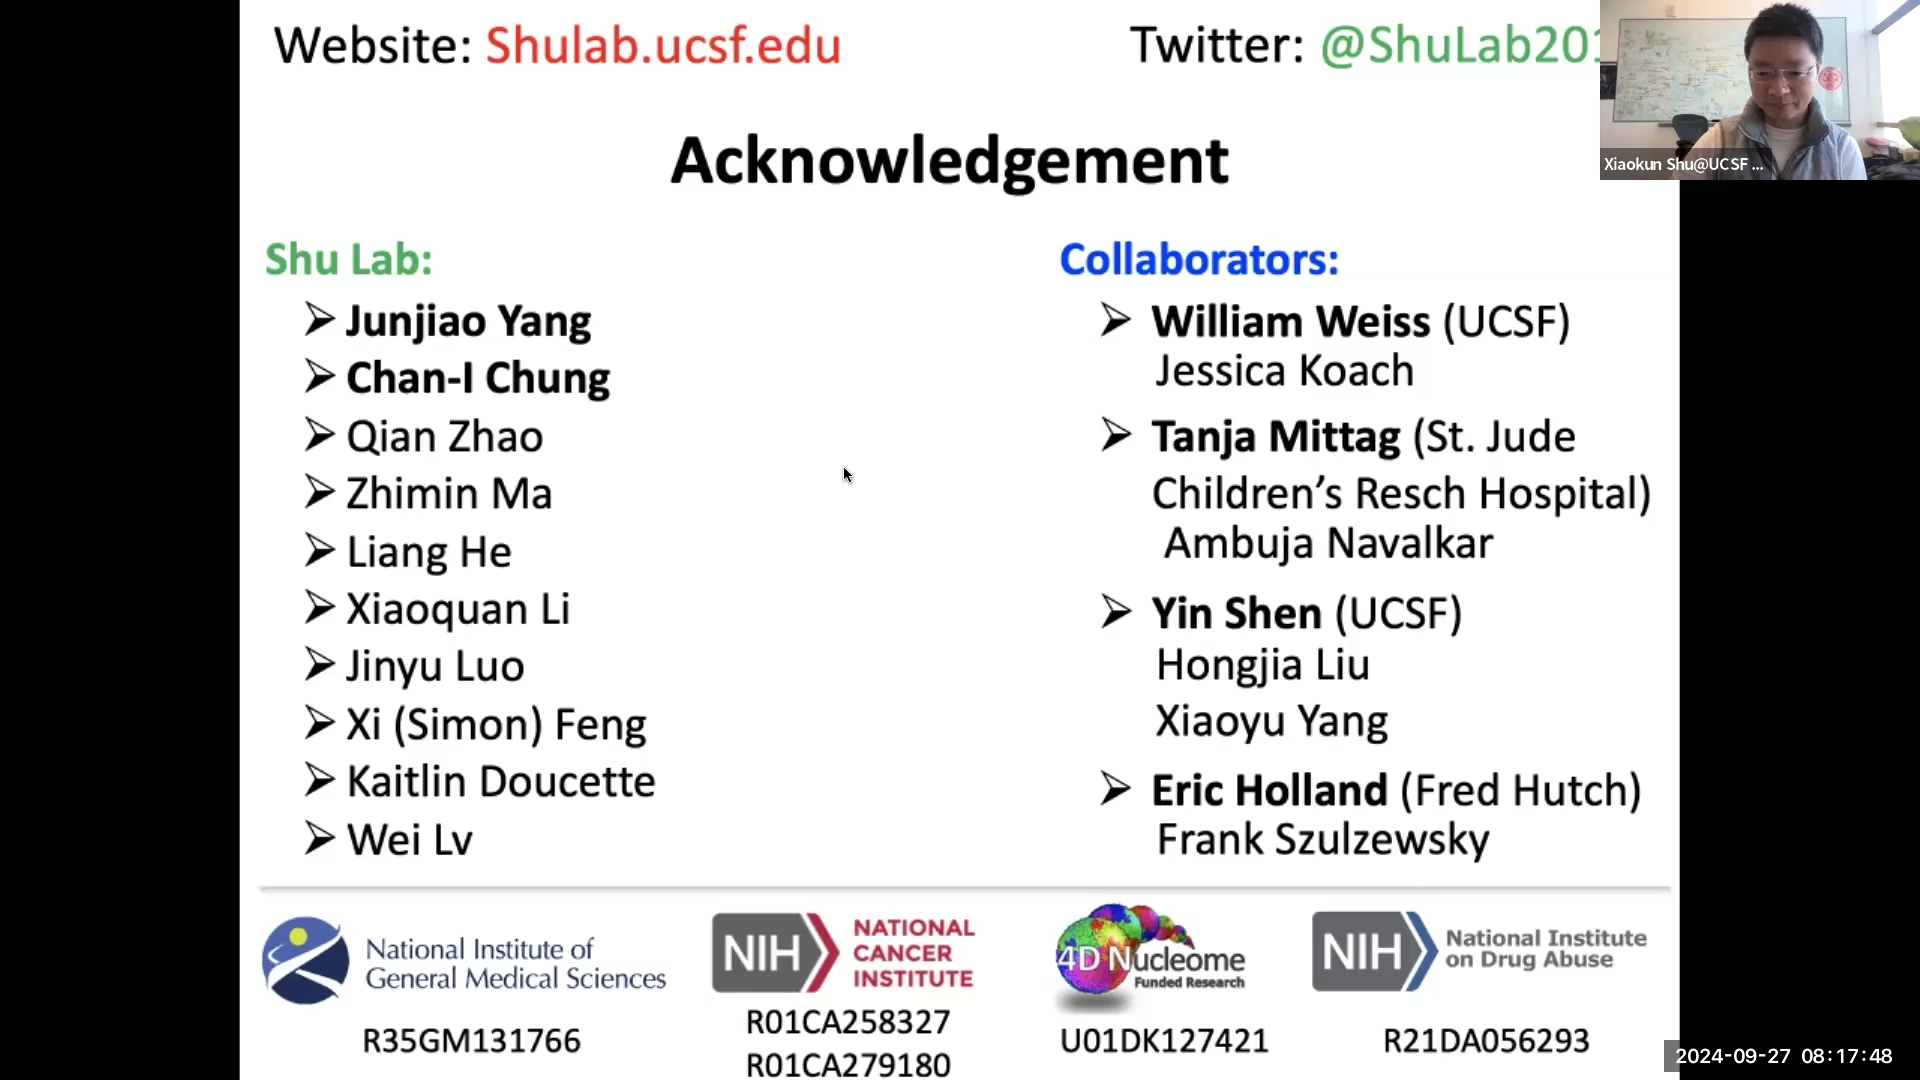 Website: Shulab.ucsf.edu
Twitter: @ShuLab201
Xiaokun Shu@UCSF ...
Acknowledgement
Shu Lab:
Junjiao Yang
Chan-I Chung
Qian Zhao
Zhimin Ma
Liang He
Xiaoquan Li
Jinyu Luo
Xi (Simon) Feng
Kaitlin Doucette
Wei Lv
Collaborators:
William Weiss (UCSF)
Jessica Koach
Tanja Mittag (St. Jude
Children’s Resch Hospital)
Ambuja Navalkar
Yin Shen (UCSF)
Hongjia Liu
Xiaoyu Yang
Eric Holland (Fred Hutch)
Frank Szulzewsky
National Institute of
General Medical Sciences
R35GM131766
NIH
NATIONAL
CANCER
INSTITUTE
R01CA258327
R01CA279180
4D Nucleome
Funded Research
U01DK127421
NIH
National Institute
on Drug Abuse
R21DA056293
2024-09-27 08:17:48